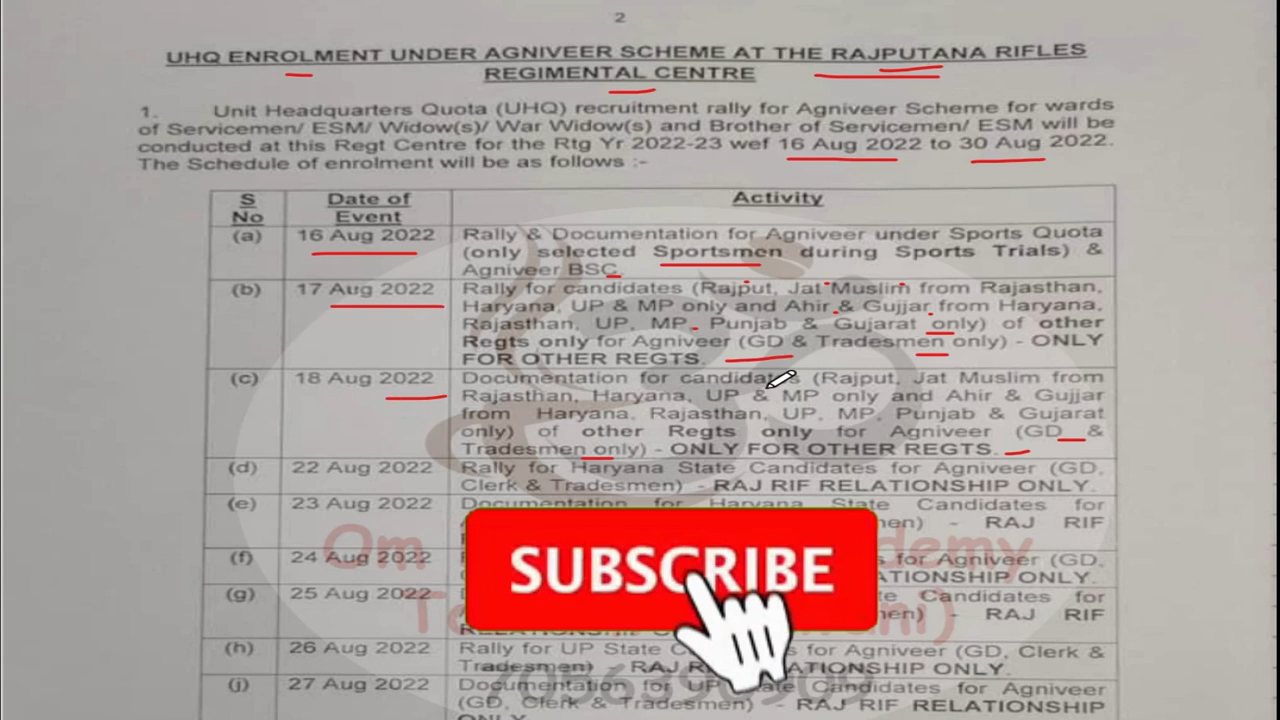 2
UHQ ENROLMENT UNDER AGNIVEER SCHEME AT THE RAJPUTANA RIFLES
REGIMENTAL CENTRE
1. Unit Headquarters Quota (UHQ) recruitment rally for Agniveer Scheme for wards
of Servicemen/ ESM/ Widow(s)/ War Widow(s) and Brother of Servicemen/ ESM will be
conducted at this Regt Centre for the Rtg Yr 2022-23 wef 16 Aug 2022 to 30 Aug 2022.
The Schedule of enrolment will be as follows :-
S No Date of Event Activity
(a) 16 Aug 2022 Rally & Documentation for Agniveer under Sports Quota
(only selected Sportsmen during Sports Trials) &
Agniveer BSC.
(b) 17 Aug 2022 Rally for candidates (Rajput, Jat Muslim from Rajasthan,
Haryana, UP & MP only and Ahir & Gujjar from Haryana,
Rajasthan, UP, MP, Punjab & Gujarat only) of other
Regts only for Agniveer (GD & Tradesmen only) - ONLY
FOR OTHER REGTS.
(c) 18 Aug 2022 Documentation for candidates (Rajput, Jat Muslim from
Rajasthan, Haryana, UP & MP only and Ahir & Gujjar
from Haryana, Rajasthan, UP, MP, Punjab & Gujarat
only) of other Regts only for Agniveer (GD &
Tradesmen only) - ONLY FOR OTHER REGTS.
(d) 22 Aug 2022 Rally for Haryana State Candidates for Agniveer (GD,
Clerk & Tradesmen) - RAJ RIF RELATIONSHIP ONLY.
(e) 23 Aug 2022 Documentation for Haryana State Candidates for
- RAJ RIF
(f) 24 Aug 2022 for Agniveer (GD,
ONLY.
(g) 25 Aug 2022 Candidates for
- RAJ RIF
(h) 26 Aug 2022 Rally for UP State for Agniveer (GD, Clerk &
Tradesmen) - RAJ ONLY.
(j) 27 Aug 2022 Documentation for UP State Candidates for Agniveer
(GD, Clerk & Tradesmen) - RAJ RIF RELATIONSHIP
ONLY.
Om
SUBSCRIBE